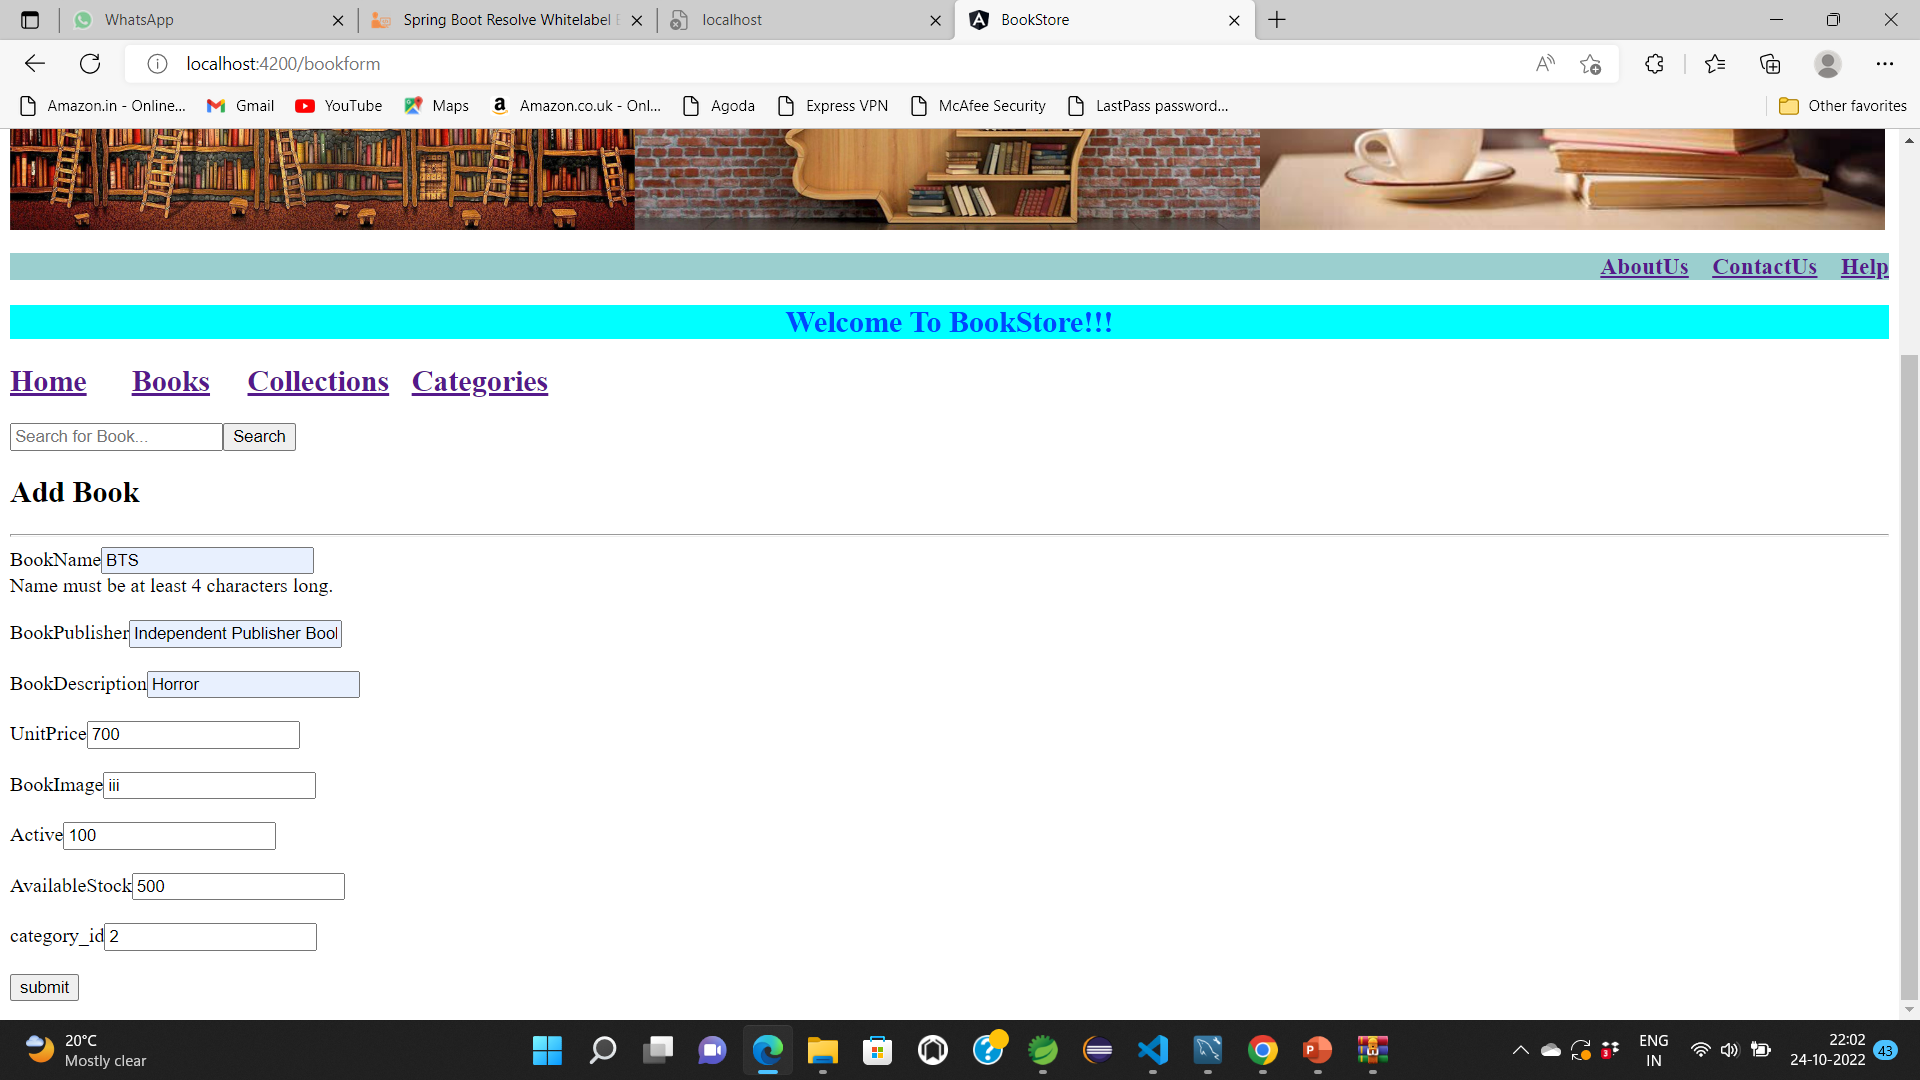 WhatsApp
Spring Boot Resolve Whitelabel
localhost
BookStore
localhost:4200/bookform
Amazon.in - Online...
Gmail
YouTube
Maps
Amazon.co.uk - Onl...
Agoda
Express VPN
McAfee Security
LastPass password...
Other favorites
AboutUs ContactUs Help
Welcome To BookStore!!!
Home Books Collections Categories
Search for Book... Search
Add Book
BookName BTS
Name must be at least 4 characters long.
BookPublisher Independent Publisher Book
BookDescription Horror
UnitPrice 700
BookImage iii
Active 100
AvailableStock 500
category_id 2
submit
20°C
Mostly clear
3
ENG
IN
22:02
24-10-2022
43